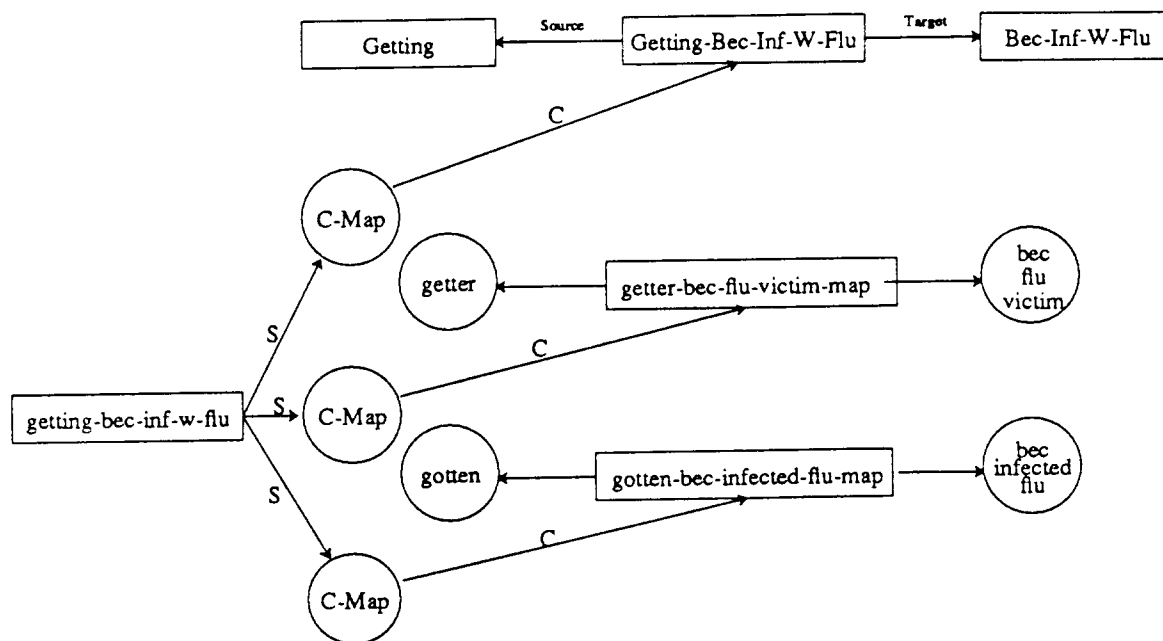 Getting
Source
Getting-Bec-Inf-W-Flu
Target
Bec-Inf-W-Flu
C
C-Map
getter
getter-bec-flu-victim-map
bec
flu
victim
S
C
getting-bec-inf-w-flu
S
C-Map
gotten
gotten-bec-infected-flu-map
bec
infected
flu
S
C
C-Map